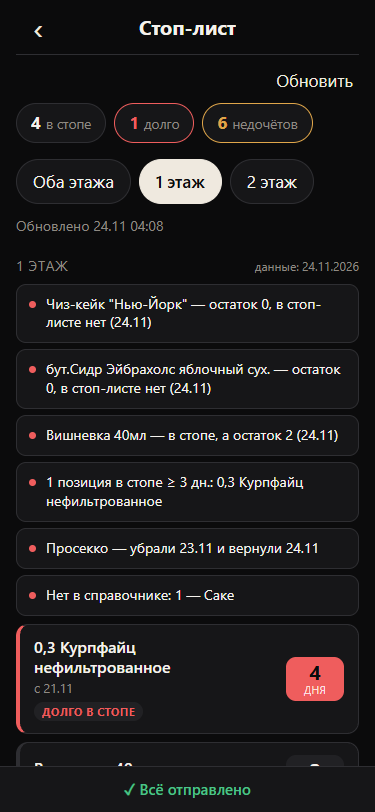 Стоп-лист
Обновить
4 в стопе
1 долго
6 недочётов
Оба этажа
1 этаж
2 этаж
Обновлено 24.11 04:08
1 ЭТАЖ
данные: 24.11.2026
Чиз-кейк "Нью-Йорк" — остаток 0, в стоп-
листе нет (24.11)
бут.Сидр Эйбрахолс яблочный сух. — остаток
0, в стоп-листе нет (24.11)
Вишневка 40мл — в стопе, а остаток 2 (24.11)
1 позиция в стопе ≥ 3 дн.: 0,3 Курпфайц
нефильтрованное
Просекко — убрали 23.11 и вернули 24.11
Нет в справочнике: 1 — Саке
0,3 Курпфайц
нефильтрованное
с 21.11
ДОЛГО В СТОПЕ
4
ДНЯ
✓ Всё отправлено